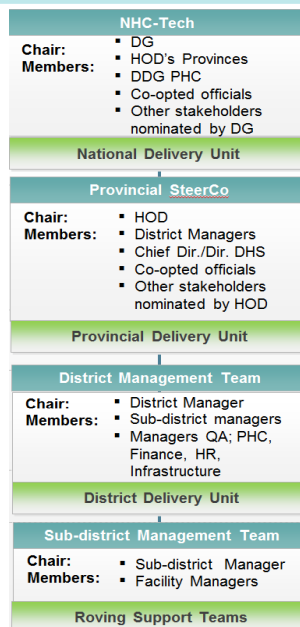 NHC-Tech
Chair: ▪ DG
Members: ▪ HOD's Provinces
▪ DDG PHC
▪ Co-opted officials
▪ Other stakeholders
nominated by DG
National Delivery Unit
Provincial SteerCo
Chair: ▪ HOD
Members: ▪ District Managers
▪ Chief Dir./Dir. DHS
▪ Co-opted officials
▪ Other stakeholders
nominated by HOD
Provincial Delivery Unit
District Management Team
Chair: ▪ District Manager
Members: ▪ Sub-district managers
▪ Managers QA; PHC,
Finance, HR,
Infrastructure
District Delivery Unit
Sub-district Management Team
Chair: ▪ Sub-district Manager
Members: ▪ Facility Managers
Roving Support Teams